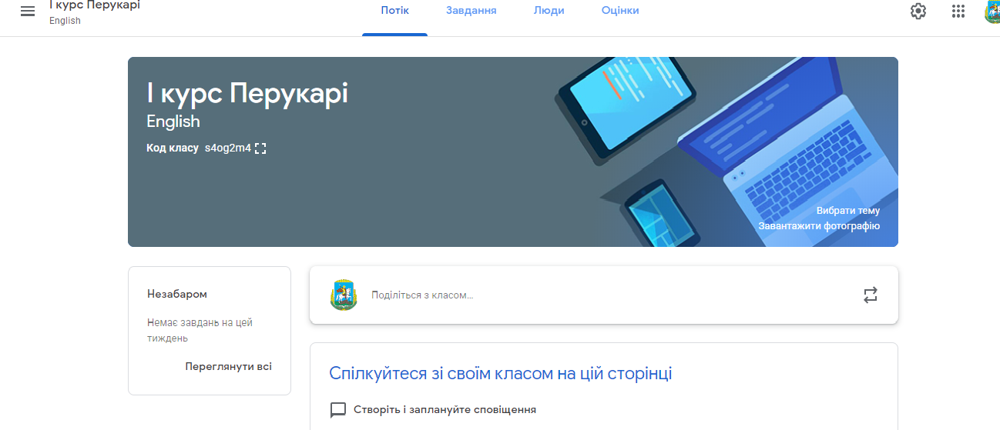 І курс Перукарі
English
Потік Завдання Люди Оцінки
І курс Перукарі
English
Код класу s4og2m4
Вибрати тему
Завантажити фотографію
Незабаром
Немає завдань на цей
тиждень
Переглянути всі
Поділіться з класом…
Спілкуйтеся зі своїм класом на цій сторінці
Створіть і заплануйте сповіщення